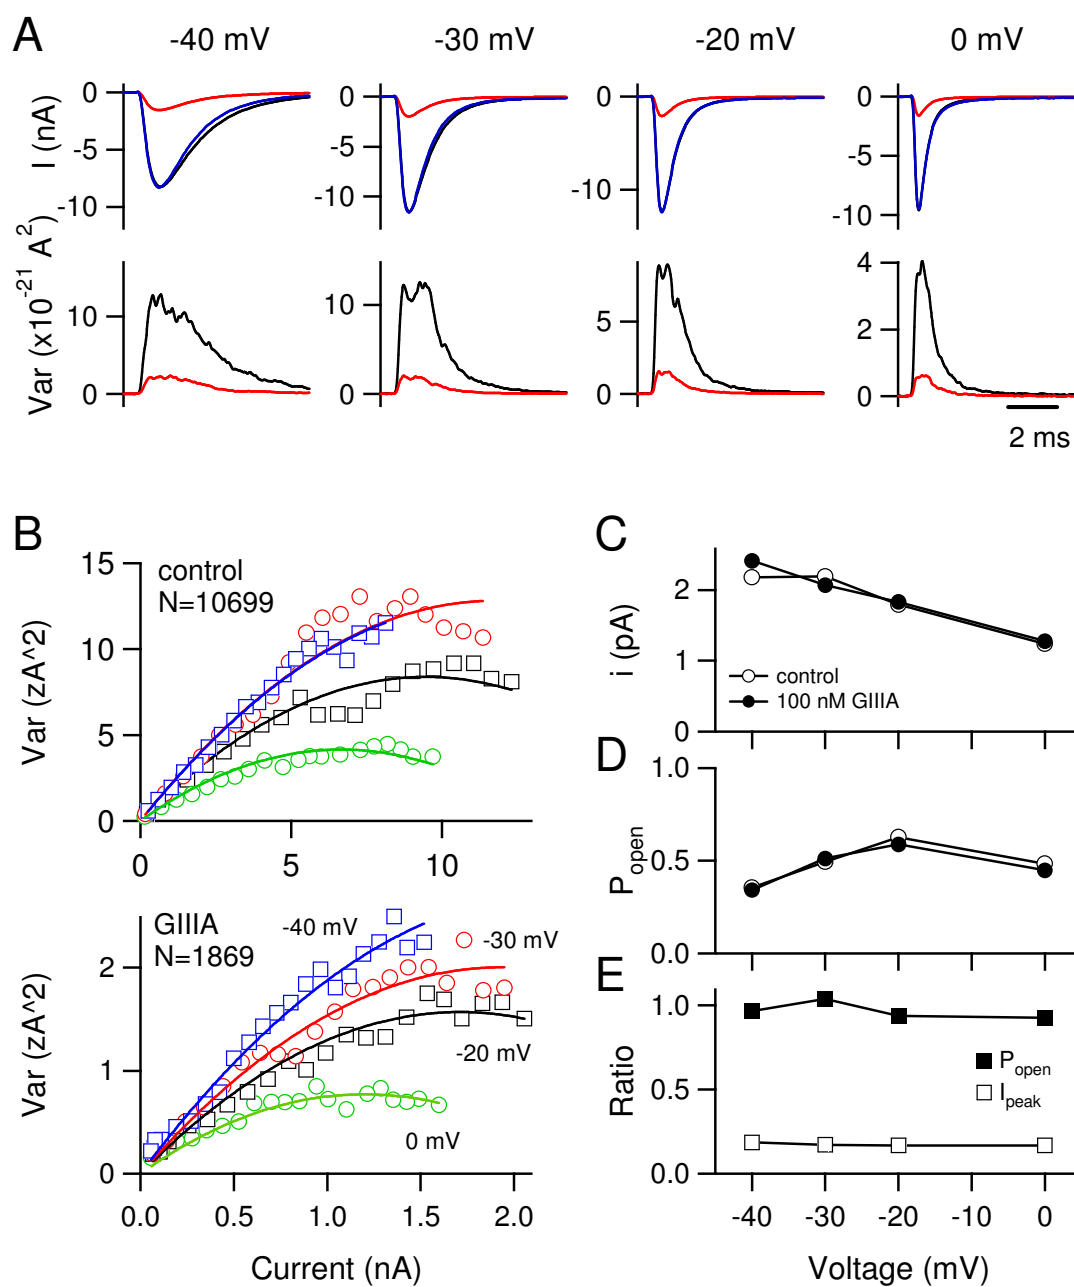 A
-40 mV
-30 mV
-20 mV
0 mV
I (nA)
0
-5
-10
0
-5
-10
0
-10
0
-5
-10
Var (x10^-21 A^2)
10
0
10
0
5
0
4
2
0
2 ms
B
control
N=10699
Var (zA^2)
15
10
5
0
0
5
10
GIIIA
N=1869
-40 mV
-30 mV
-20 mV
0 mV
Var (zA^2)
2
1
0
0.0
0.5
1.0
1.5
2.0
Current (nA)
C
i (pA)
2
1
0
control
100 nM GIIIA
D
P_open
1.0
0.5
0.0
E
Ratio
1.0
0.5
0.0
P_open
I_peak
-40
-30
-20
-10
0
Voltage (mV)